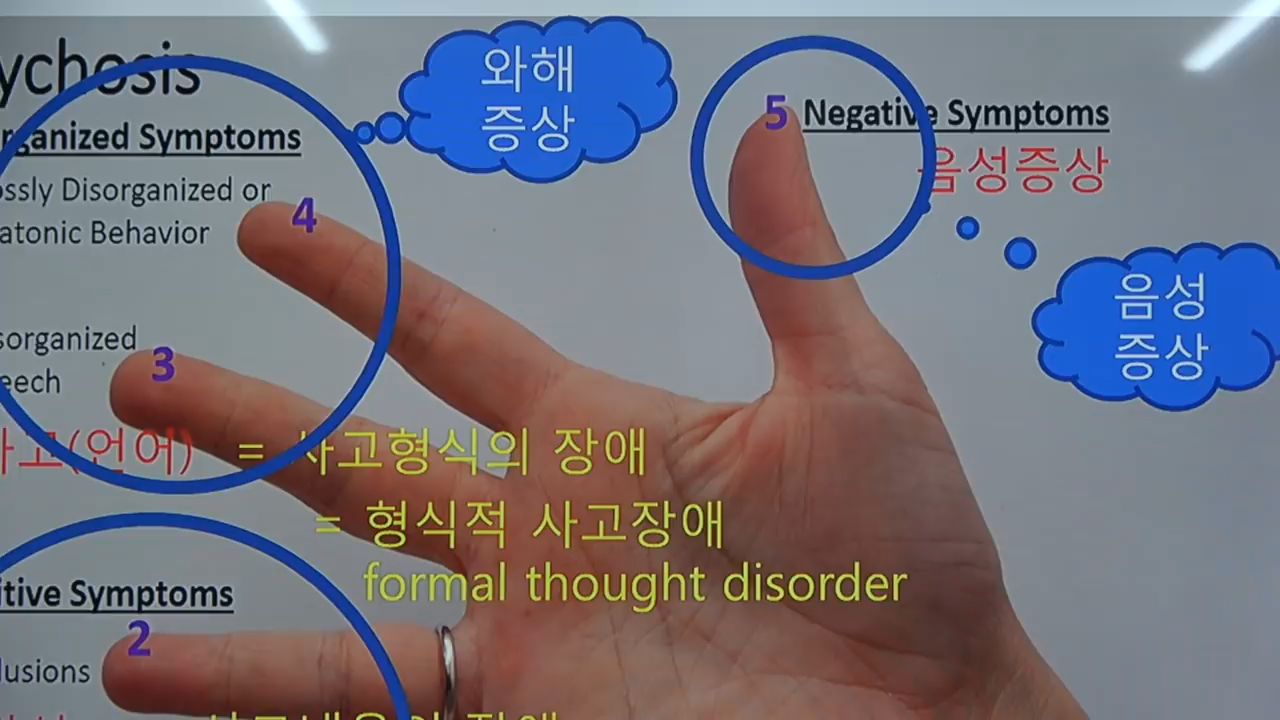 ychosis
와해
증상
5 Negative Symptoms
음성증상
rganized Symptoms
ossly Disorganized or
4
atonic Behavior
음성
증상
sorganized
3
eech
사고(언어) = 사고형식의 장애
= 형식적 사고장애
formal thought disorder
itive Symptoms
2
lusions